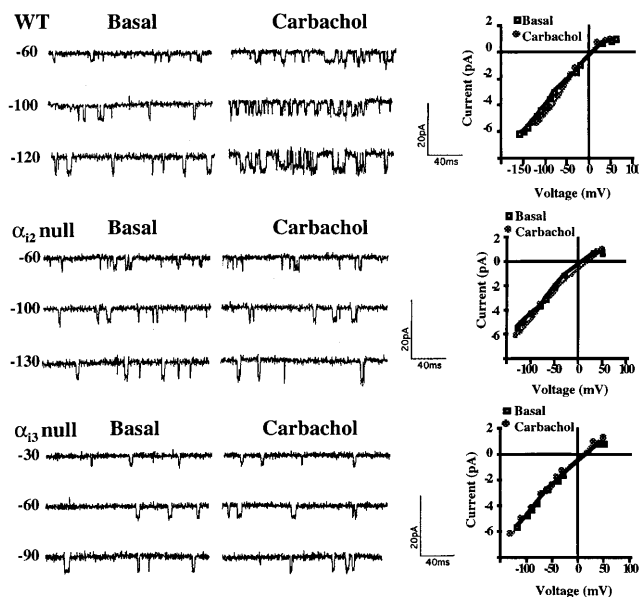 WT Basal Carbachol
-60
-100
-120
20pA
40ms
Basal
Carbachol
Current (pA)
2
0
-2
-4
-6
-150 -100 -50 0 50 100
Voltage (mV)
αi2 null Basal Carbachol
-60
-100
-130
20pA
40ms
Basal
Carbachol
Current (pA)
2
0
-2
-4
-6
-100 -50 0 50 100
Voltage (mV)
αi3 null Basal Carbachol
-30
-60
-90
20pA
40ms
Basal
Carbachol
Current (pA)
4
2
0
-2
-4
-6
-100 -50 0 50 100
Voltage (mV)